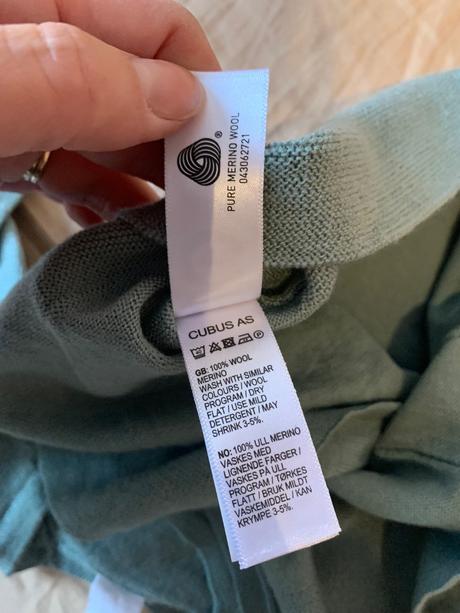 PURE MERINO WOOL
043062721
CUBUS AS
GB: 100% WOOL
MERINO
WASH WITH SIMILAR
COLOURS / WOOL
PROGRAM / DRY
FLAT / USE MILD
DETERGENT / MAY
SHRINK 3-5%.
NO: 100% ULL MERINO
VASKES MED
LIGNENDE FARGER /
VASKES PÅ ULL
PROGRAM / TØRKES
FLATT / BRUK MILDT
VASKEMIDDEL / KAN
KRYMPE 3-5%.